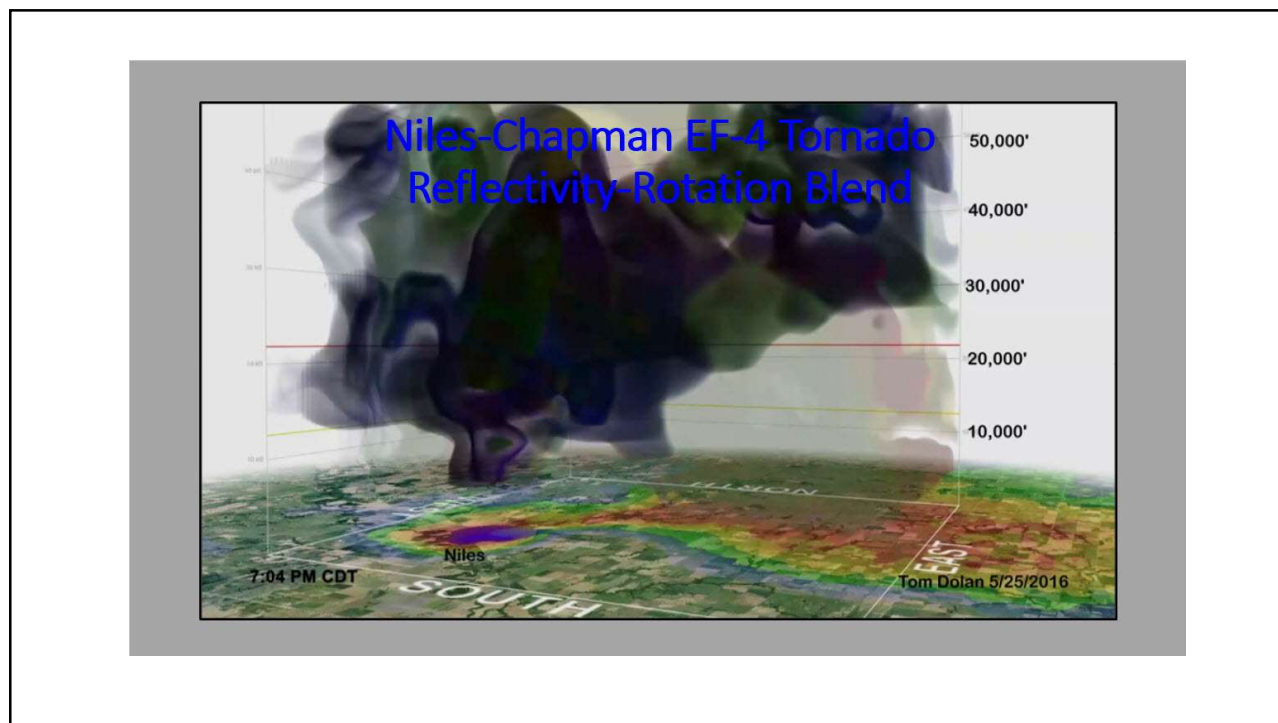 Niles-Chapman EF-4 Tornado
Reflectivity-Rotation Blend
50,000'
40,000'
30,000'
20,000'
10,000'
NORTH
Niles
EAST
7:04 PM CDT
SOUTH
Tom Dolan 5/25/2016